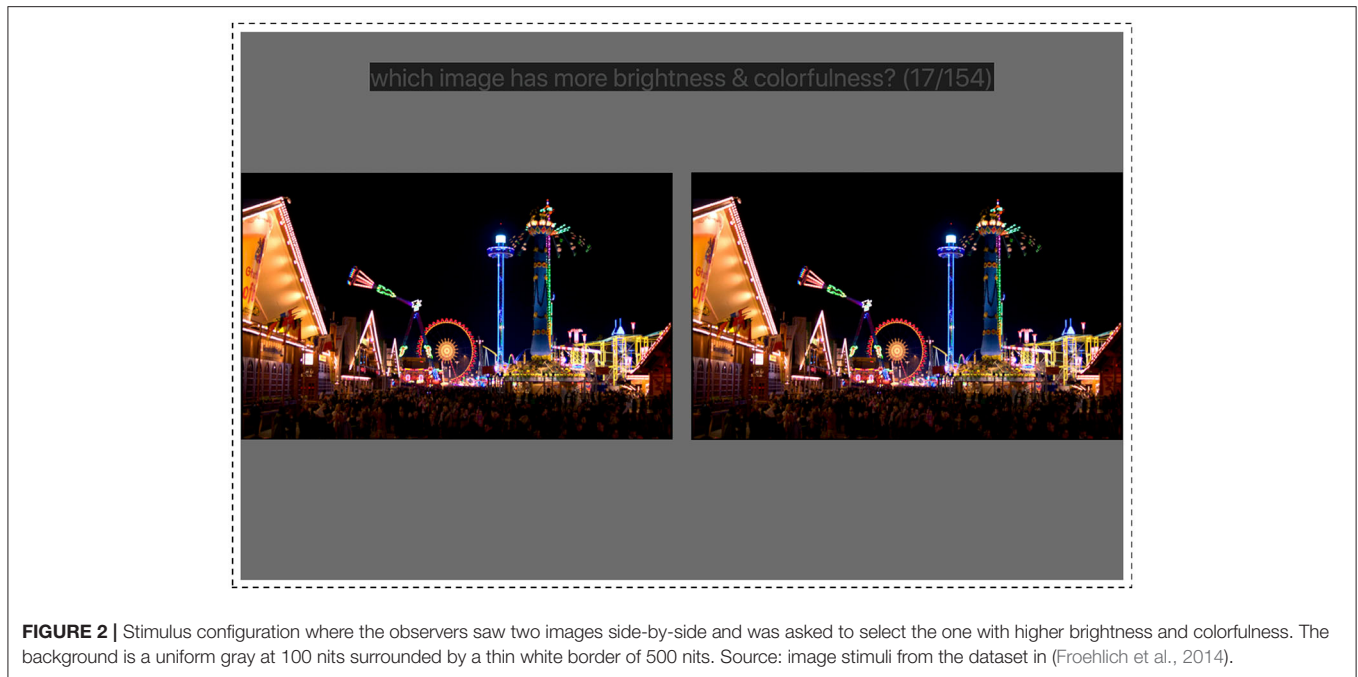 which image has more brightness & colorfulness? (17/154)
FIGURE 2 | Stimulus configuration where the observers saw two images side-by-side and was asked to select the one with higher brightness and colorfulness. The
background is a uniform gray at 100 nits surrounded by a thin white border of 500 nits. Source: image stimuli from the dataset in (Froehlich et al., 2014).